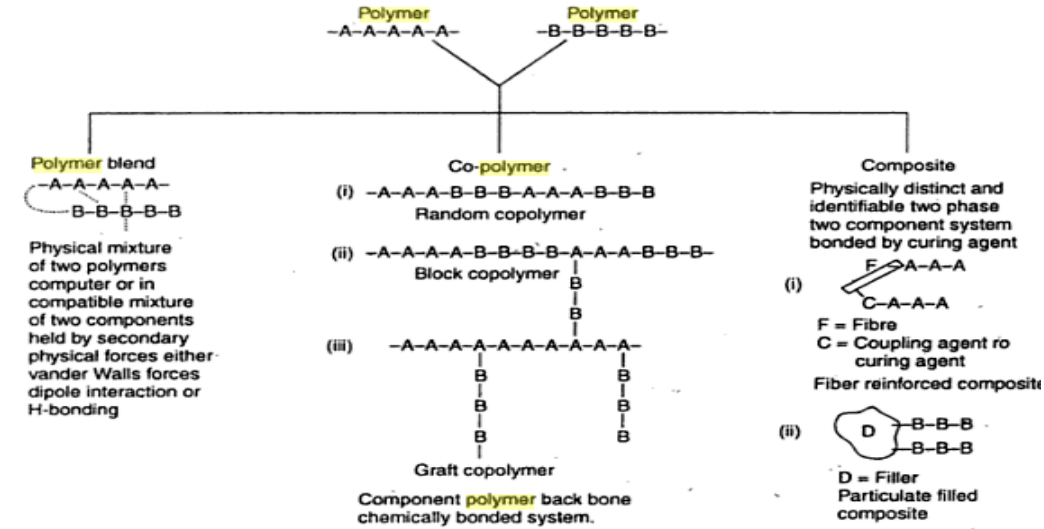 Polymer
-A-A-A-A-A-
Polymer
-B-B-B-B-B-
Polymer blend
-A-A-A-A-A-
B-B-B-B-B
Physical mixture
of two polymers
computer or in
compatible mixture
of two components
held by secondary
physical forces either
vander Walls forces
dipole interaction or
H-bonding
Co-polymer
(i) -A-A-A-B-B-B-A-A-A-B-B-B
Random copolymer
(ii) -A-A-A-A-B-B-B-B-A-A-A-B-B-B-
Block copolymer
B
B
(iii) -A-A-A-A-A-A-A-A-A-
B
B
B
B
B
B
Graft copolymer
Component polymer back bone
chemically bonded system.
Composite
Physically distinct and
identifiable two phase
two component system
bonded by curing agent
(i)
F A-A-A
C-A-A-A
F = Fibre
C = Coupling agent ro
curing agent
Fiber reinforced composite
(ii)
D
-B-B-B
-B-B-B
D = Filler
Particulate filled
composite